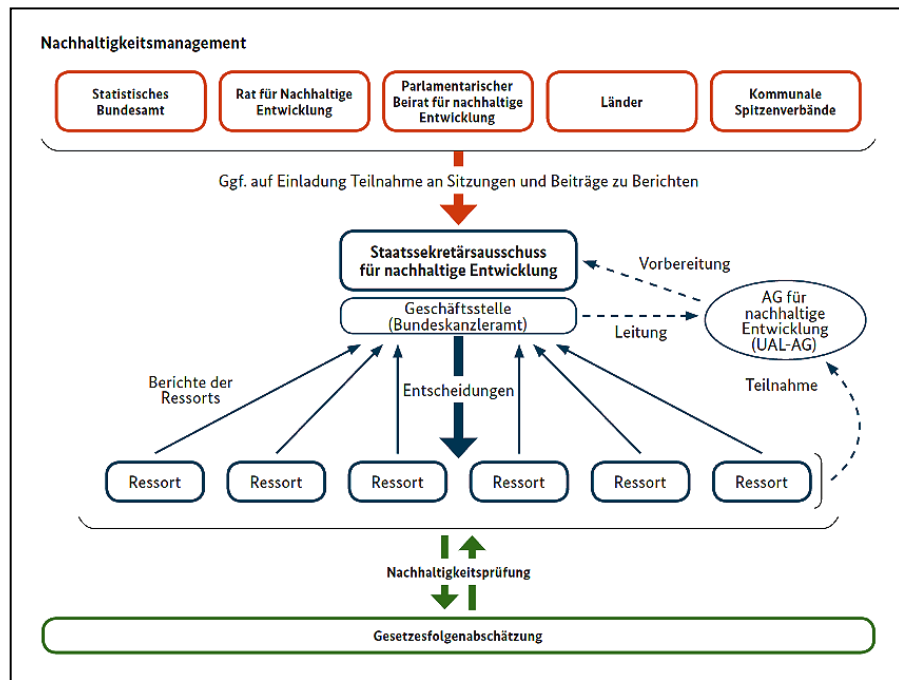 Nachhaltigkeitsmanagement
Statistisches
Bundesamt
Rat für Nachhaltige
Entwicklung
Parlamentarischer
Beirat für nachhaltige
Entwicklung
Länder
Kommunale
Spitzenverbände
Ggf. auf Einladung Teilnahme an Sitzungen und Beiträge zu Berichten
Staatssekretärsausschuss
für nachhaltige Entwicklung
Vorbereitung
Geschäftsstelle
(Bundeskanzleramt)
Leitung
AG für
nachhaltige
Entwicklung
(UAL-AG)
Berichte der
Ressorts
Entscheidungen
Teilnahme
Ressort
Ressort
Ressort
Ressort
Ressort
Ressort
Nachhaltigkeitsprüfung
Gesetzesfolgenabschätzung